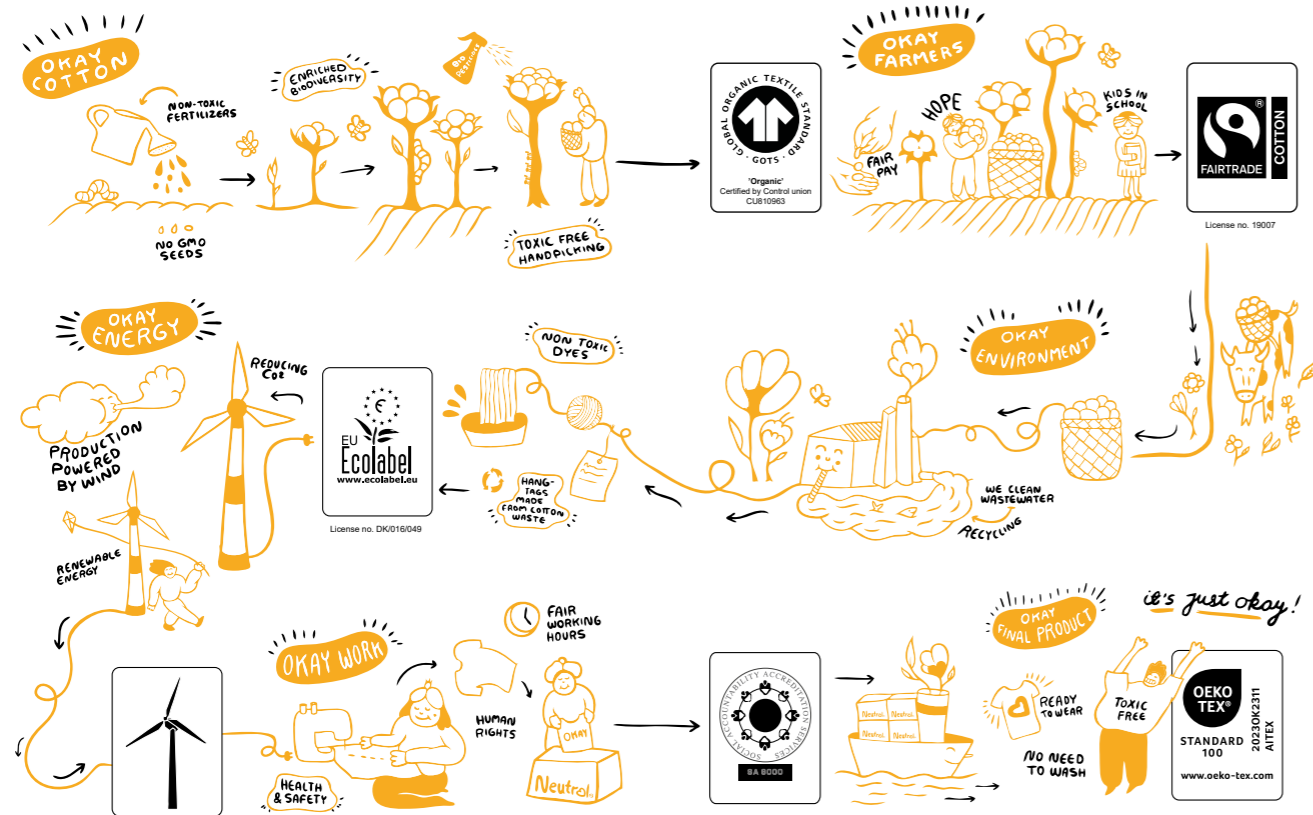 OKAY
COTTON
NON-TOXIC
FERTILIZERS
NO GMO
SEEDS
ENRICHED
BIODIVERSITY
BIO
PESTICIDES
TOXIC FREE
HANDPICKING
GLOBAL ORGANIC TEXTILE STANDARD
· GOTS ·
'Organic'
Certified by Control union
CU810963
OKAY
FARMERS
FAIR
PAY
HOPE
KIDS IN
SCHOOL
®
FAIRTRADE
COTTON
License no. 19007
OKAY
ENVIRONMENT
WE CLEAN
WASTEWATER
RECYCLING
NON TOXIC
DYES
HANG-
TAGS
MADE
FROM COTTON
WASTE
EU
Ecolabel
www.ecolabel.eu
License no. DK/016/049
REDUCING
CO2
OKAY
ENERGY
PRODUCTION
POWERED
BY WIND
RENEWABLE
ENERGY
OKAY WORK
HEALTH
& SAFETY
HUMAN
RIGHTS
FAIR
WORKING
HOURS
OKAY
Neutral
SOCIAL ACCOUNTABILITY ACCREDITATION SERVICES
SA 8000
Neutral
Neutral
Neutral
Neutral
OKAY
FINAL PRODUCT
READY
TO WEAR
NO NEED
TO WASH
it's just okay!
TOXIC
FREE
OEKO
TEX®
STANDARD
100
2023OK2311
AITEX
www.oeko-tex.com